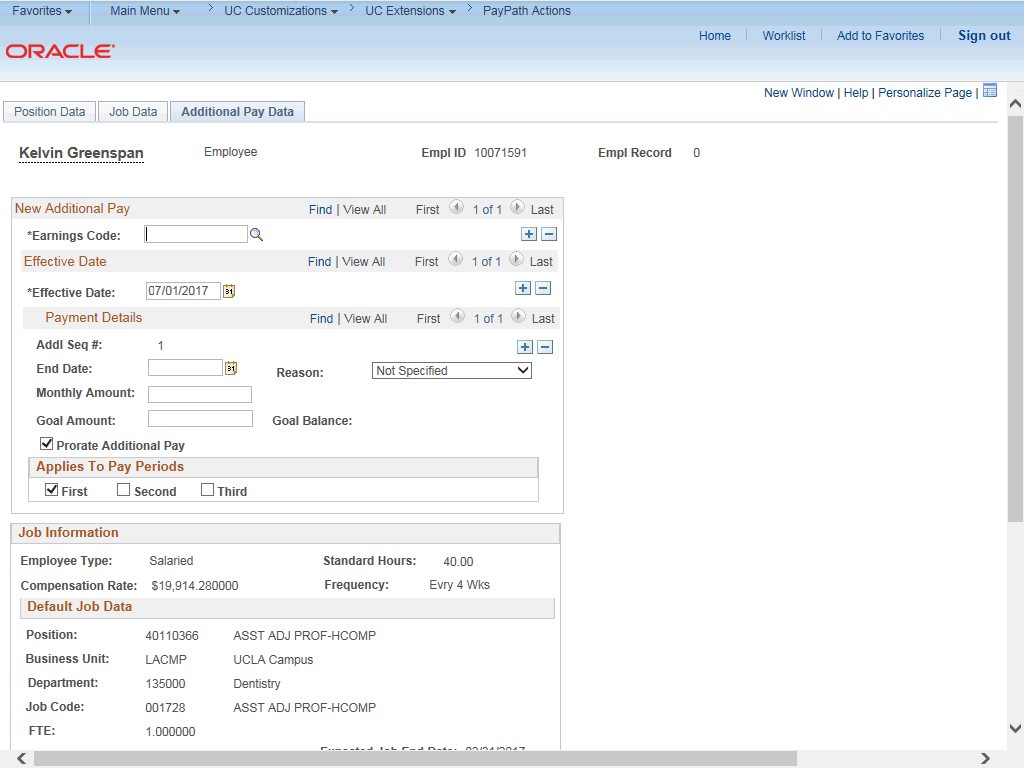 Favorites Main Menu > UC Customizations > UC Extensions > PayPath Actions
Home Worklist Add to Favorites Sign out
ORACLE
New Window | Help | Personalize Page |
Position Data Job Data Additional Pay Data
Kelvin Greenspan Employee Empl ID 10071591 Empl Record 0
New Additional Pay Find | View All First 1 of 1 Last
*Earnings Code:
Effective Date Find | View All First 1 of 1 Last
*Effective Date: 07/01/2017 31
Payment Details Find | View All First 1 of 1 Last
Addl Seq #: 1
End Date: 31 Reason: Not Specified
Monthly Amount:
Goal Amount: Goal Balance:
Prorate Additional Pay
Applies To Pay Periods
First Second Third
Job Information
Employee Type: Salaried Standard Hours: 40.00
Compensation Rate: $19,914.280000 Frequency: Evry 4 Wks
Default Job Data
Position: 40110366 ASST ADJ PROF-HCOMP
Business Unit: LACMP UCLA Campus
Department: 135000 Dentistry
Job Code: 001728 ASST ADJ PROF-HCOMP
FTE: 1.000000
Expected Job End Date: